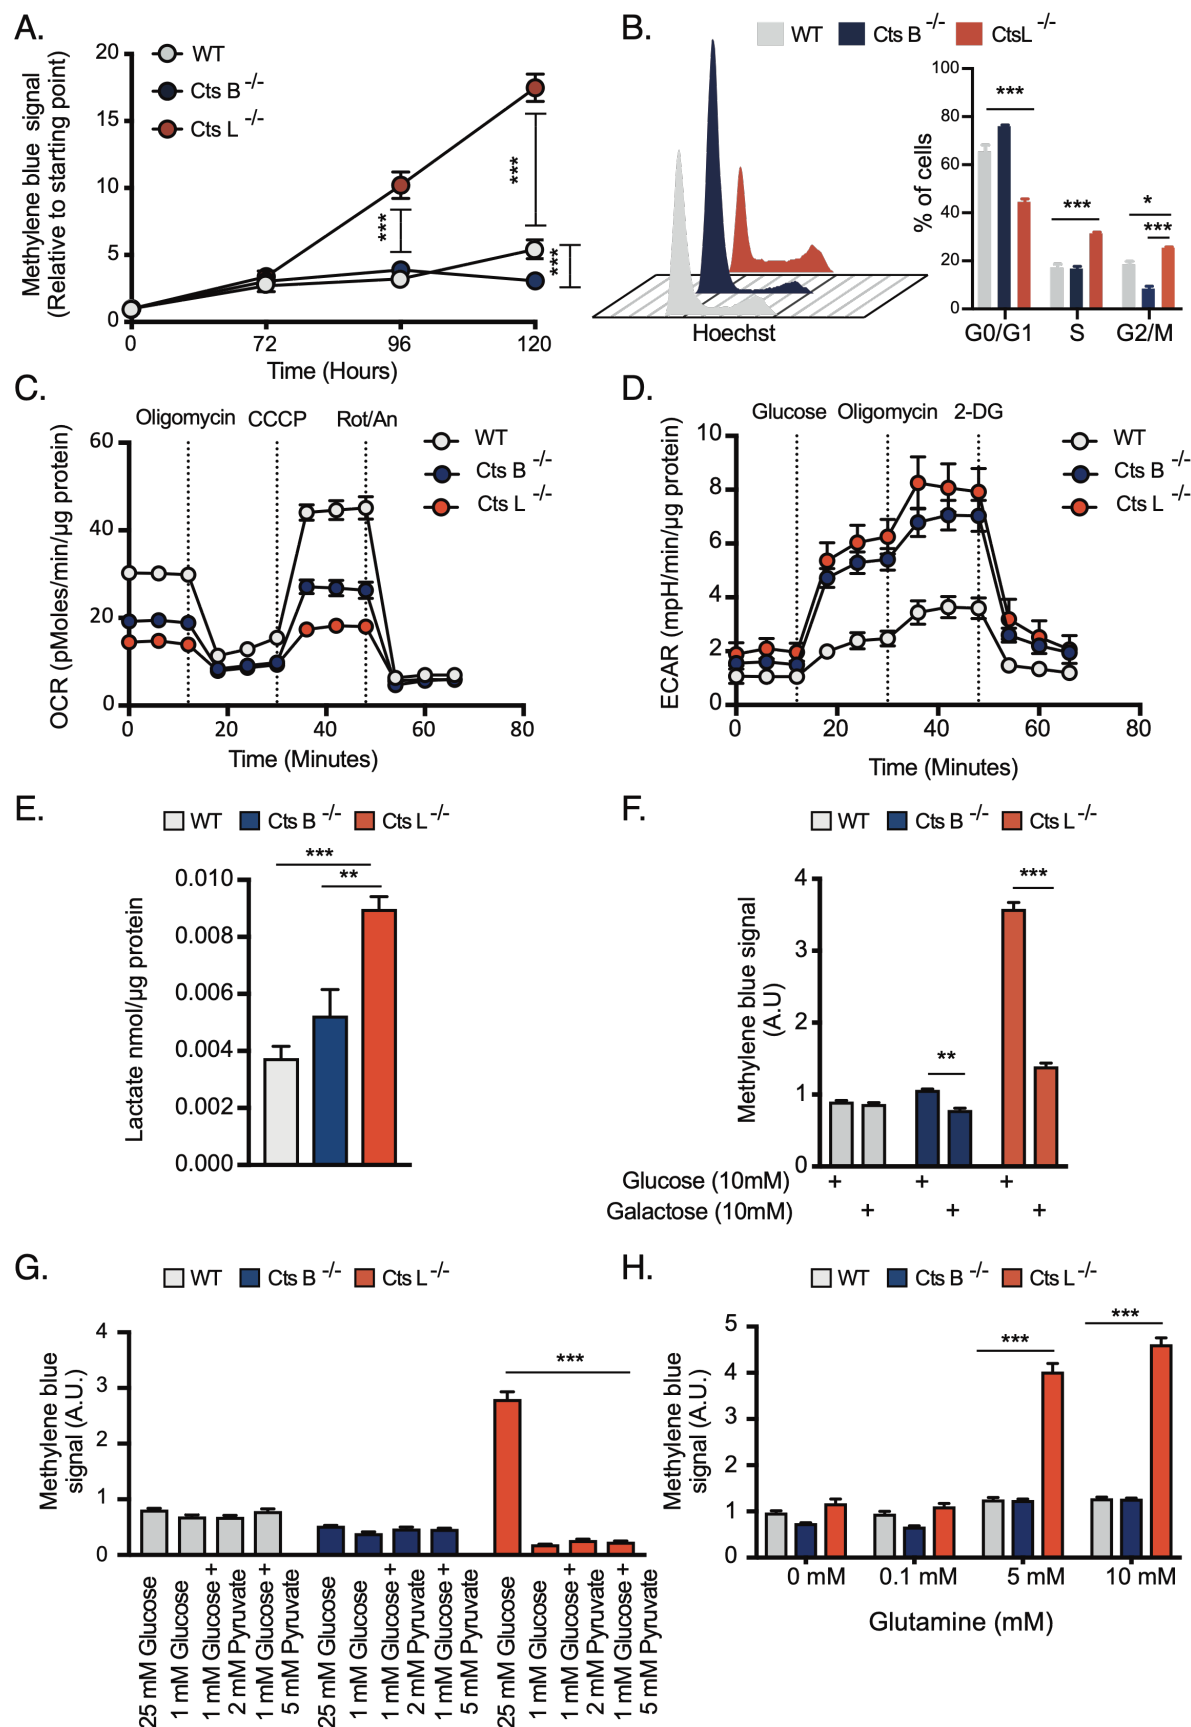 A.
WT
Cts B -/-
Cts L -/-
Methylene blue signal
(Relative to starting point)
20
15
10
5
0
0 72 96 120
Time (Hours)
***
***
***
B.
WT Cts B -/- CtsL -/-
Hoechst
% of cells
100
80
60
40
20
0
G0/G1 S G2/M
***
***
*
***
C.
Oligomycin CCCP Rot/An
WT
Cts B -/-
Cts L -/-
OCR (pMoles/min/µg protein)
60
40
20
0
0 20 40 60 80
Time (Minutes)
D.
Glucose Oligomycin 2-DG
WT
Cts B -/-
Cts L -/-
ECAR (mpH/min/µg protein)
10
8
6
4
2
0
0 20 40 60 80
Time (Minutes)
E.
WT Cts B -/- Cts L -/-
***
**
Lactate nmol/µg protein
0.010
0.008
0.006
0.004
0.002
0.000
F.
WT Cts B -/- Cts L -/-
***
**
Methylene blue signal
(A.U)
4
3
2
1
0
Glucose (10mM) + + +
Galactose (10mM) + + +
G.
WT Cts B -/- Cts L -/-
***
Methylene blue
signal (A.U.)
4
3
2
1
0
25 mM Glucose
1 mM Glucose
1 mM Glucose +
2 mM Pyruvate
1 mM Glucose +
5 mM Pyruvate
25 mM Glucose
1 mM Glucose
1 mM Glucose +
2 mM Pyruvate
1 mM Glucose +
5 mM Pyruvate
25 mM Glucose
1 mM Glucose
1 mM Glucose +
2 mM Pyruvate
1 mM Glucose +
5 mM Pyruvate
H.
WT Cts B -/- Cts L -/-
***
***
Methylene blue
signal (A.U.)
5
4
3
2
1
0
0 mM 0.1 mM 5 mM 10 mM
Glutamine (mM)